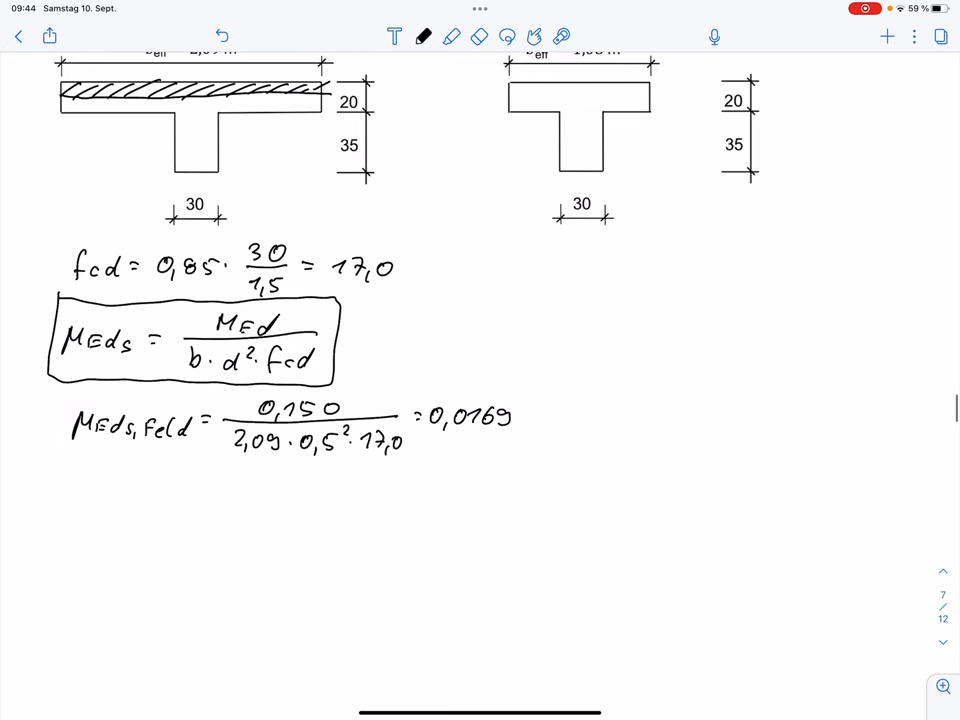 09:44 Samstag 10. Sept.
59 %
T
20
35
30
20
35
30
fcd = 0,85 · 30/1,5 = 17,0
μEds = MEd / b · d² · fcd
μEds, Feld = 0,150 / 2,09 · 0,5² · 17,0 = 0,0169
7
/
12